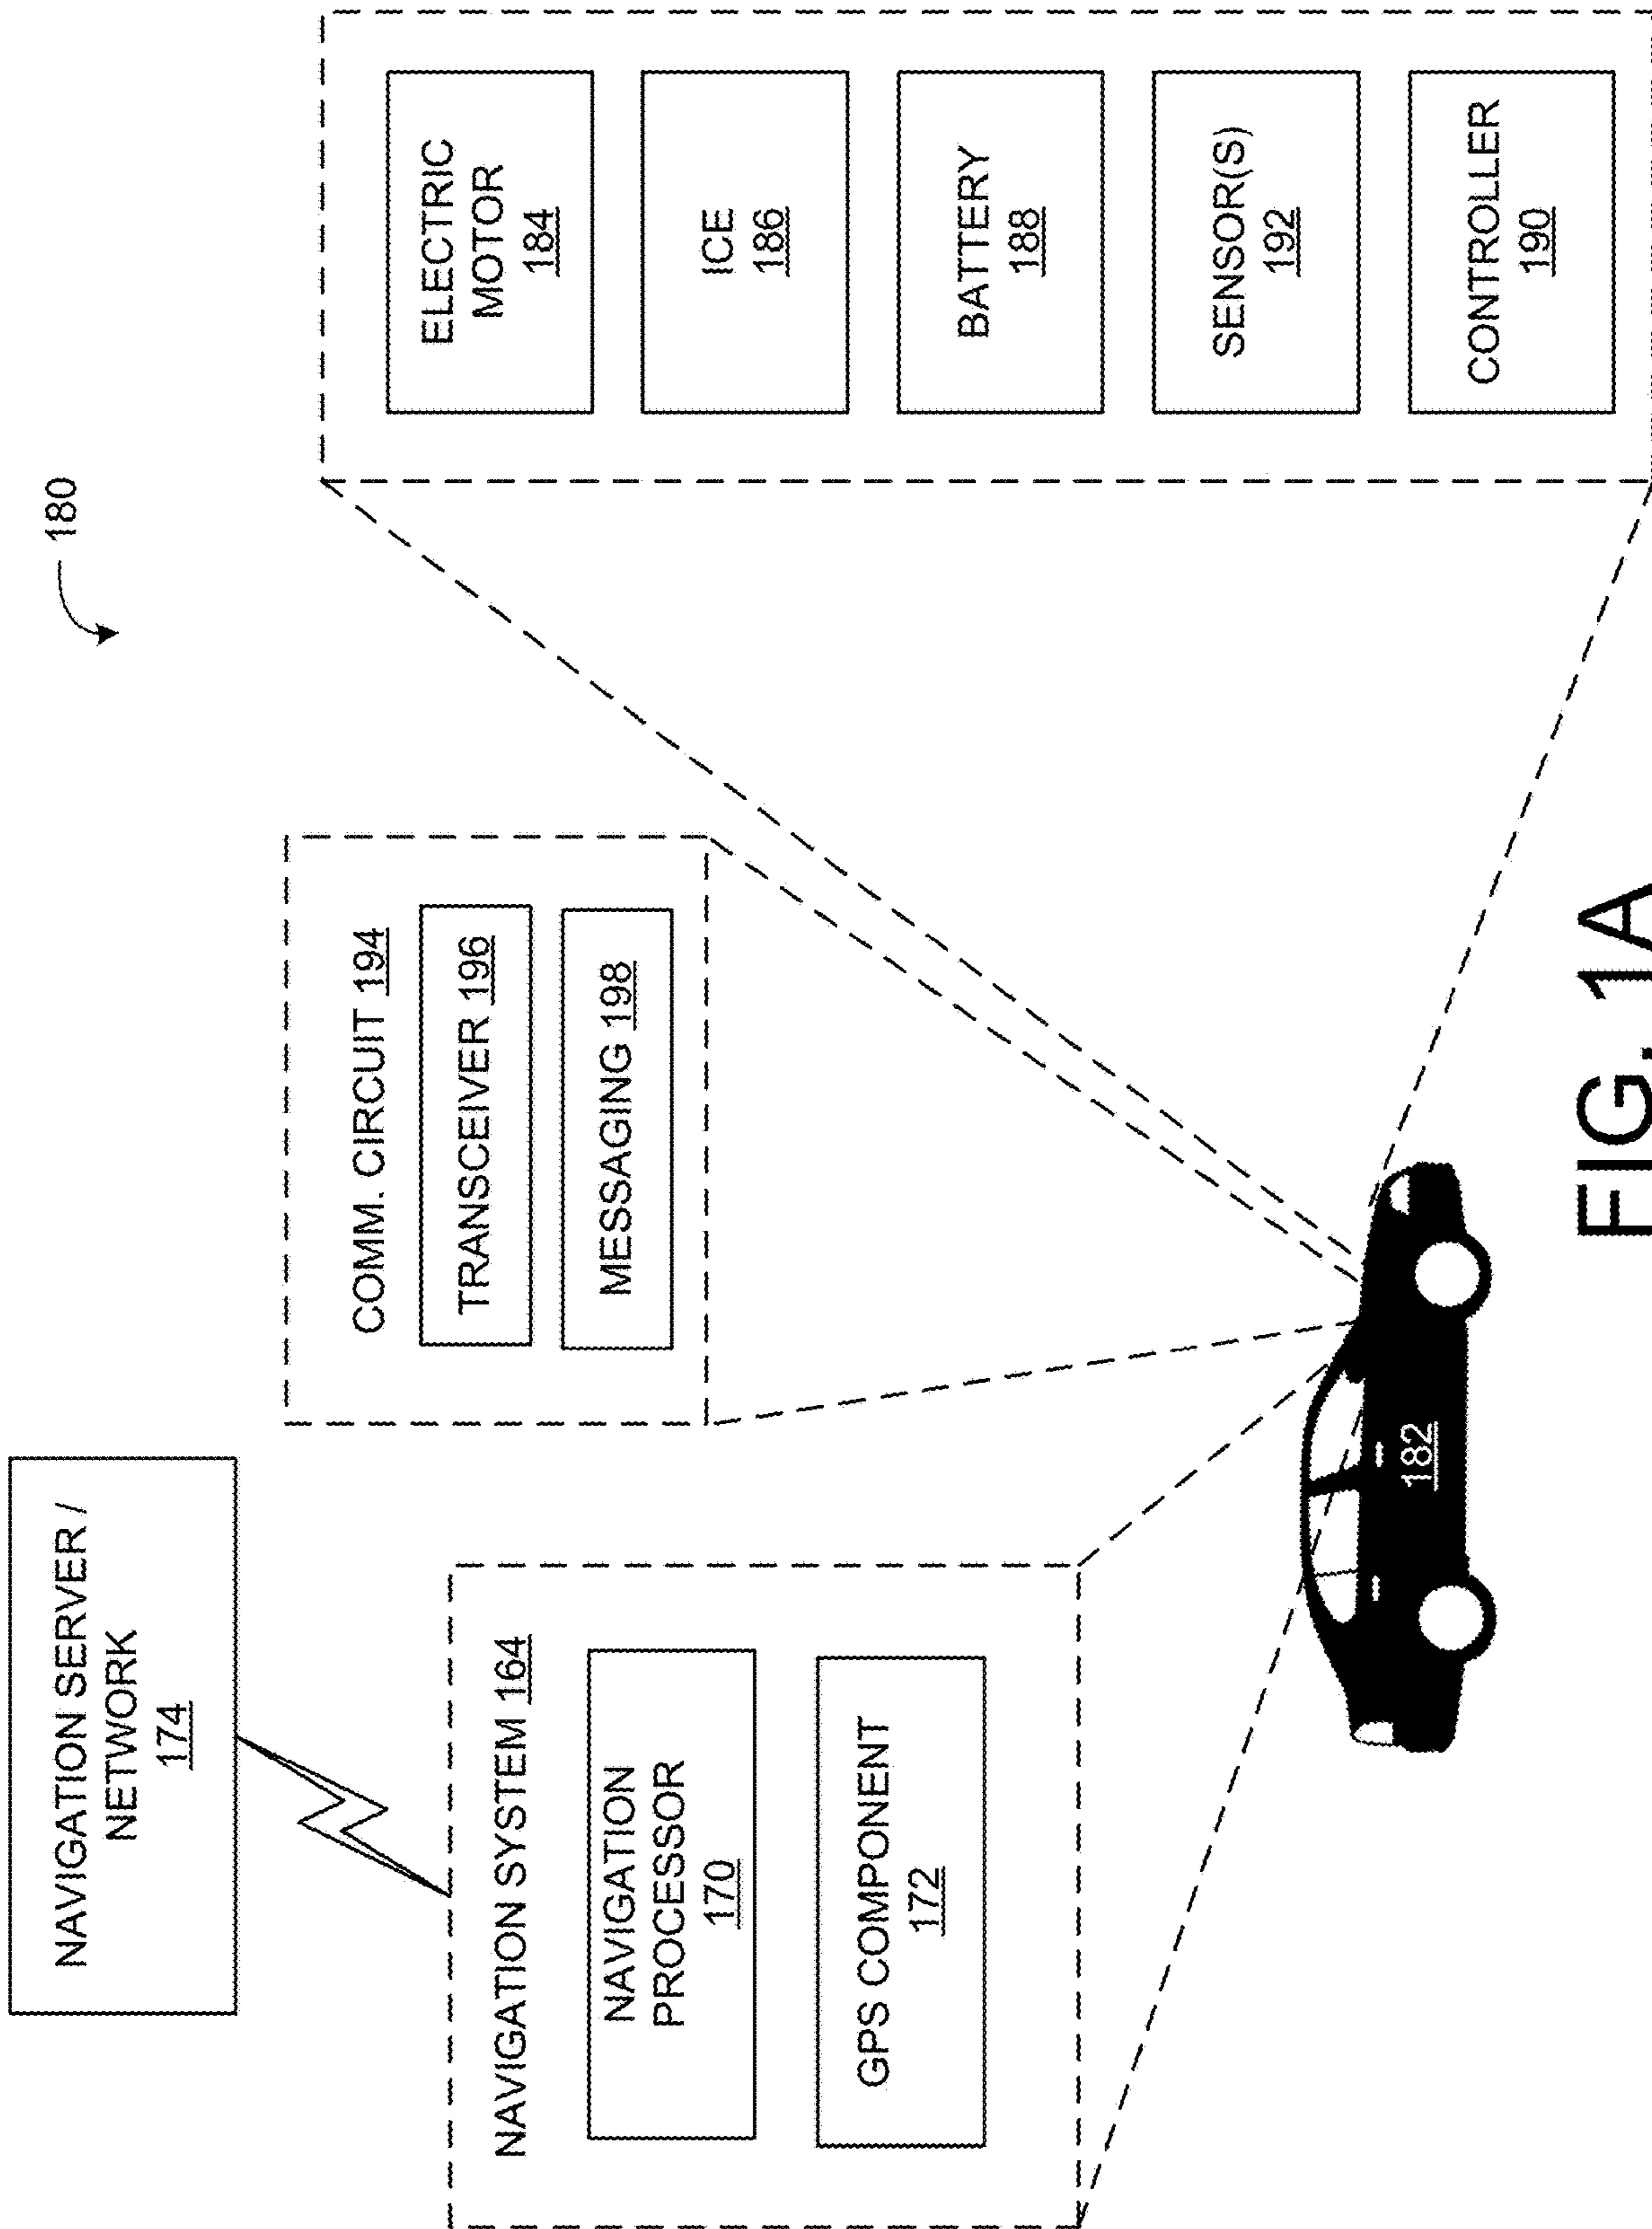 180
NAVIGATION SERVER /
NETWORK
174
NAVIGATION SYSTEM 164
NAVIGATION
PROCESSOR
170
GPS COMPONENT
172
COMM. CIRCUIT 194
TRANSCEIVER 196
MESSAGING 198
ELECTRIC
MOTOR
184
ICE
186
BATTERY
188
SENSOR(S)
192
CONTROLLER
190
182
FIG. 1A